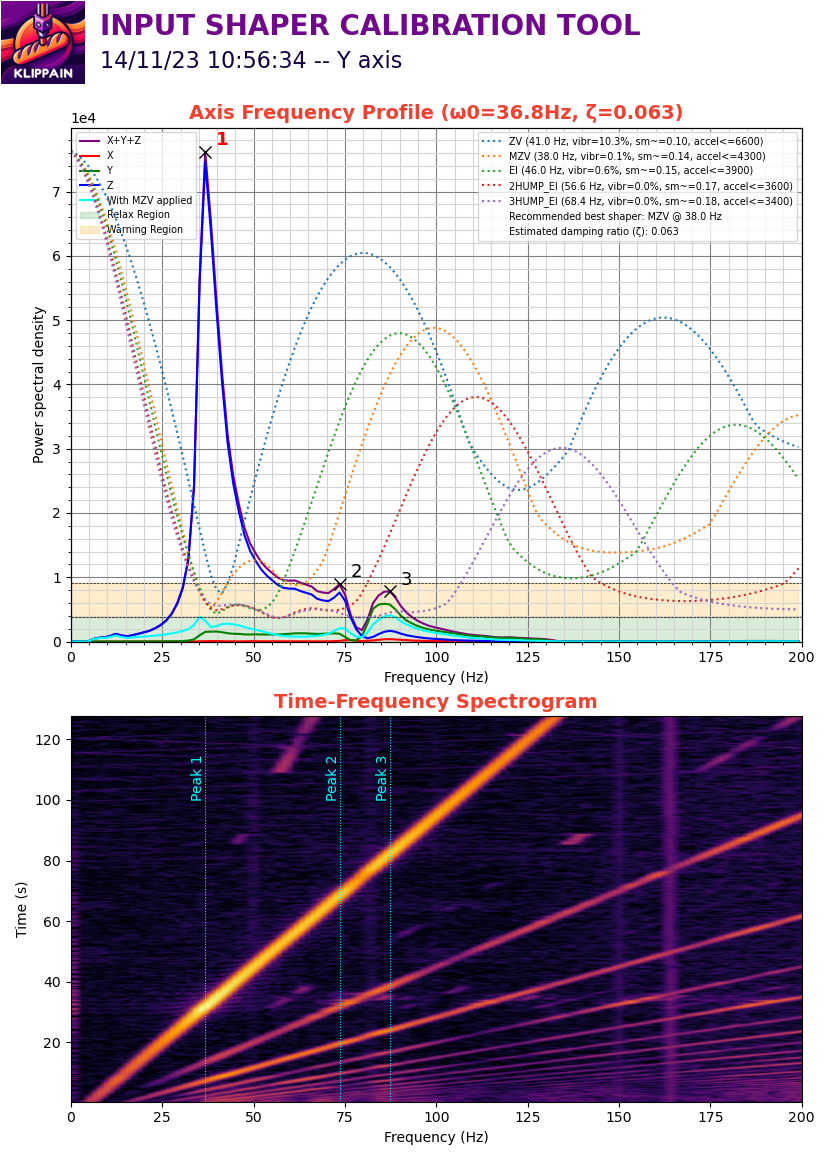 INPUT SHAPER CALIBRATION TOOL
14/11/23 10:56:34 -- Y axis
KLIPPAIN
Axis Frequency Profile (ω0=36.8Hz, ζ=0.063)
1e4
X+Y+Z
X
Y
Z
With MZV applied
Relax Region
Warning Region
ZV (41.0 Hz, vibr=10.3%, sm~=0.10, accel<=6600)
MZV (38.0 Hz, vibr=0.1%, sm~=0.14, accel<=4300)
EI (46.0 Hz, vibr=0.6%, sm~=0.15, accel<=3900)
2HUMP_EI (56.6 Hz, vibr=0.0%, sm~=0.17, accel<=3600)
3HUMP_EI (68.4 Hz, vibr=0.0%, sm~=0.18, accel<=3400)
Recommended best shaper: MZV @ 38.0 Hz
Estimated damping ratio (ζ): 0.063
1
2
3
Power spectral density
7
6
5
4
3
2
1
0
0 25 50 75 100 125 150 175 200
Frequency (Hz)
Time-Frequency Spectrogram
Peak 1
Peak 2
Peak 3
Time (s)
120
100
80
60
40
20
0 25 50 75 100 125 150 175 200
Frequency (Hz)